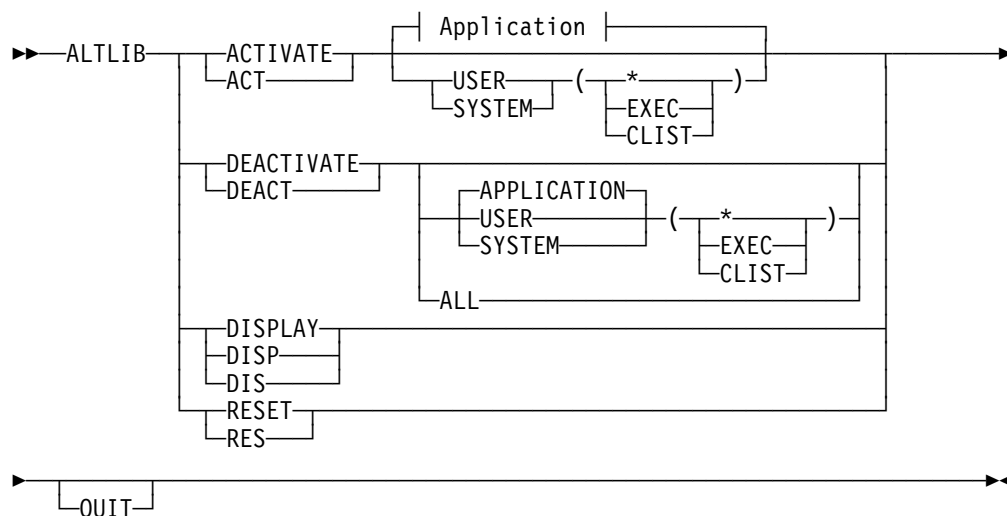 Application
ALTLIB ACTIVATE
ACT USER ( * )
SYSTEM EXEC
CLIST
DEACTIVATE
DEACT APPLICATION
USER ( * )
SYSTEM EXEC
CLIST
ALL
DISPLAY
DISP
DIS
RESET
RES
QUIT